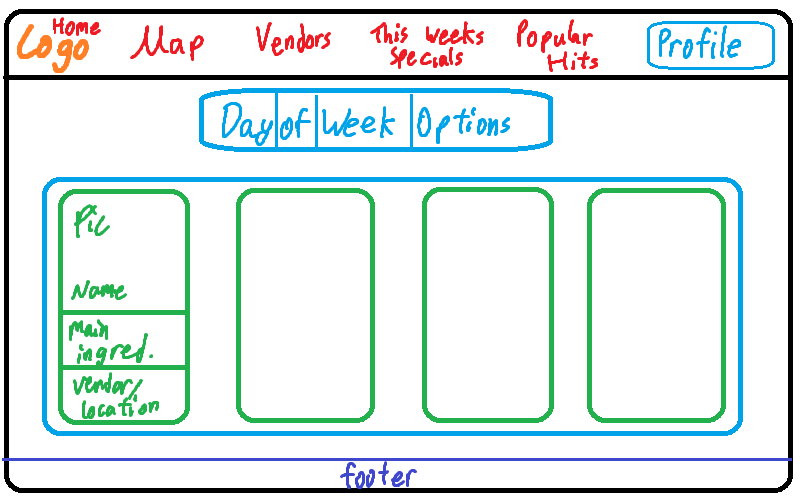 Home
Logo
Map
Vendors
This weeks
Specials
Popular
Hits
Profile
Day of Week Options
Pic
Name
Main
ingred.
Vendor/
location
footer